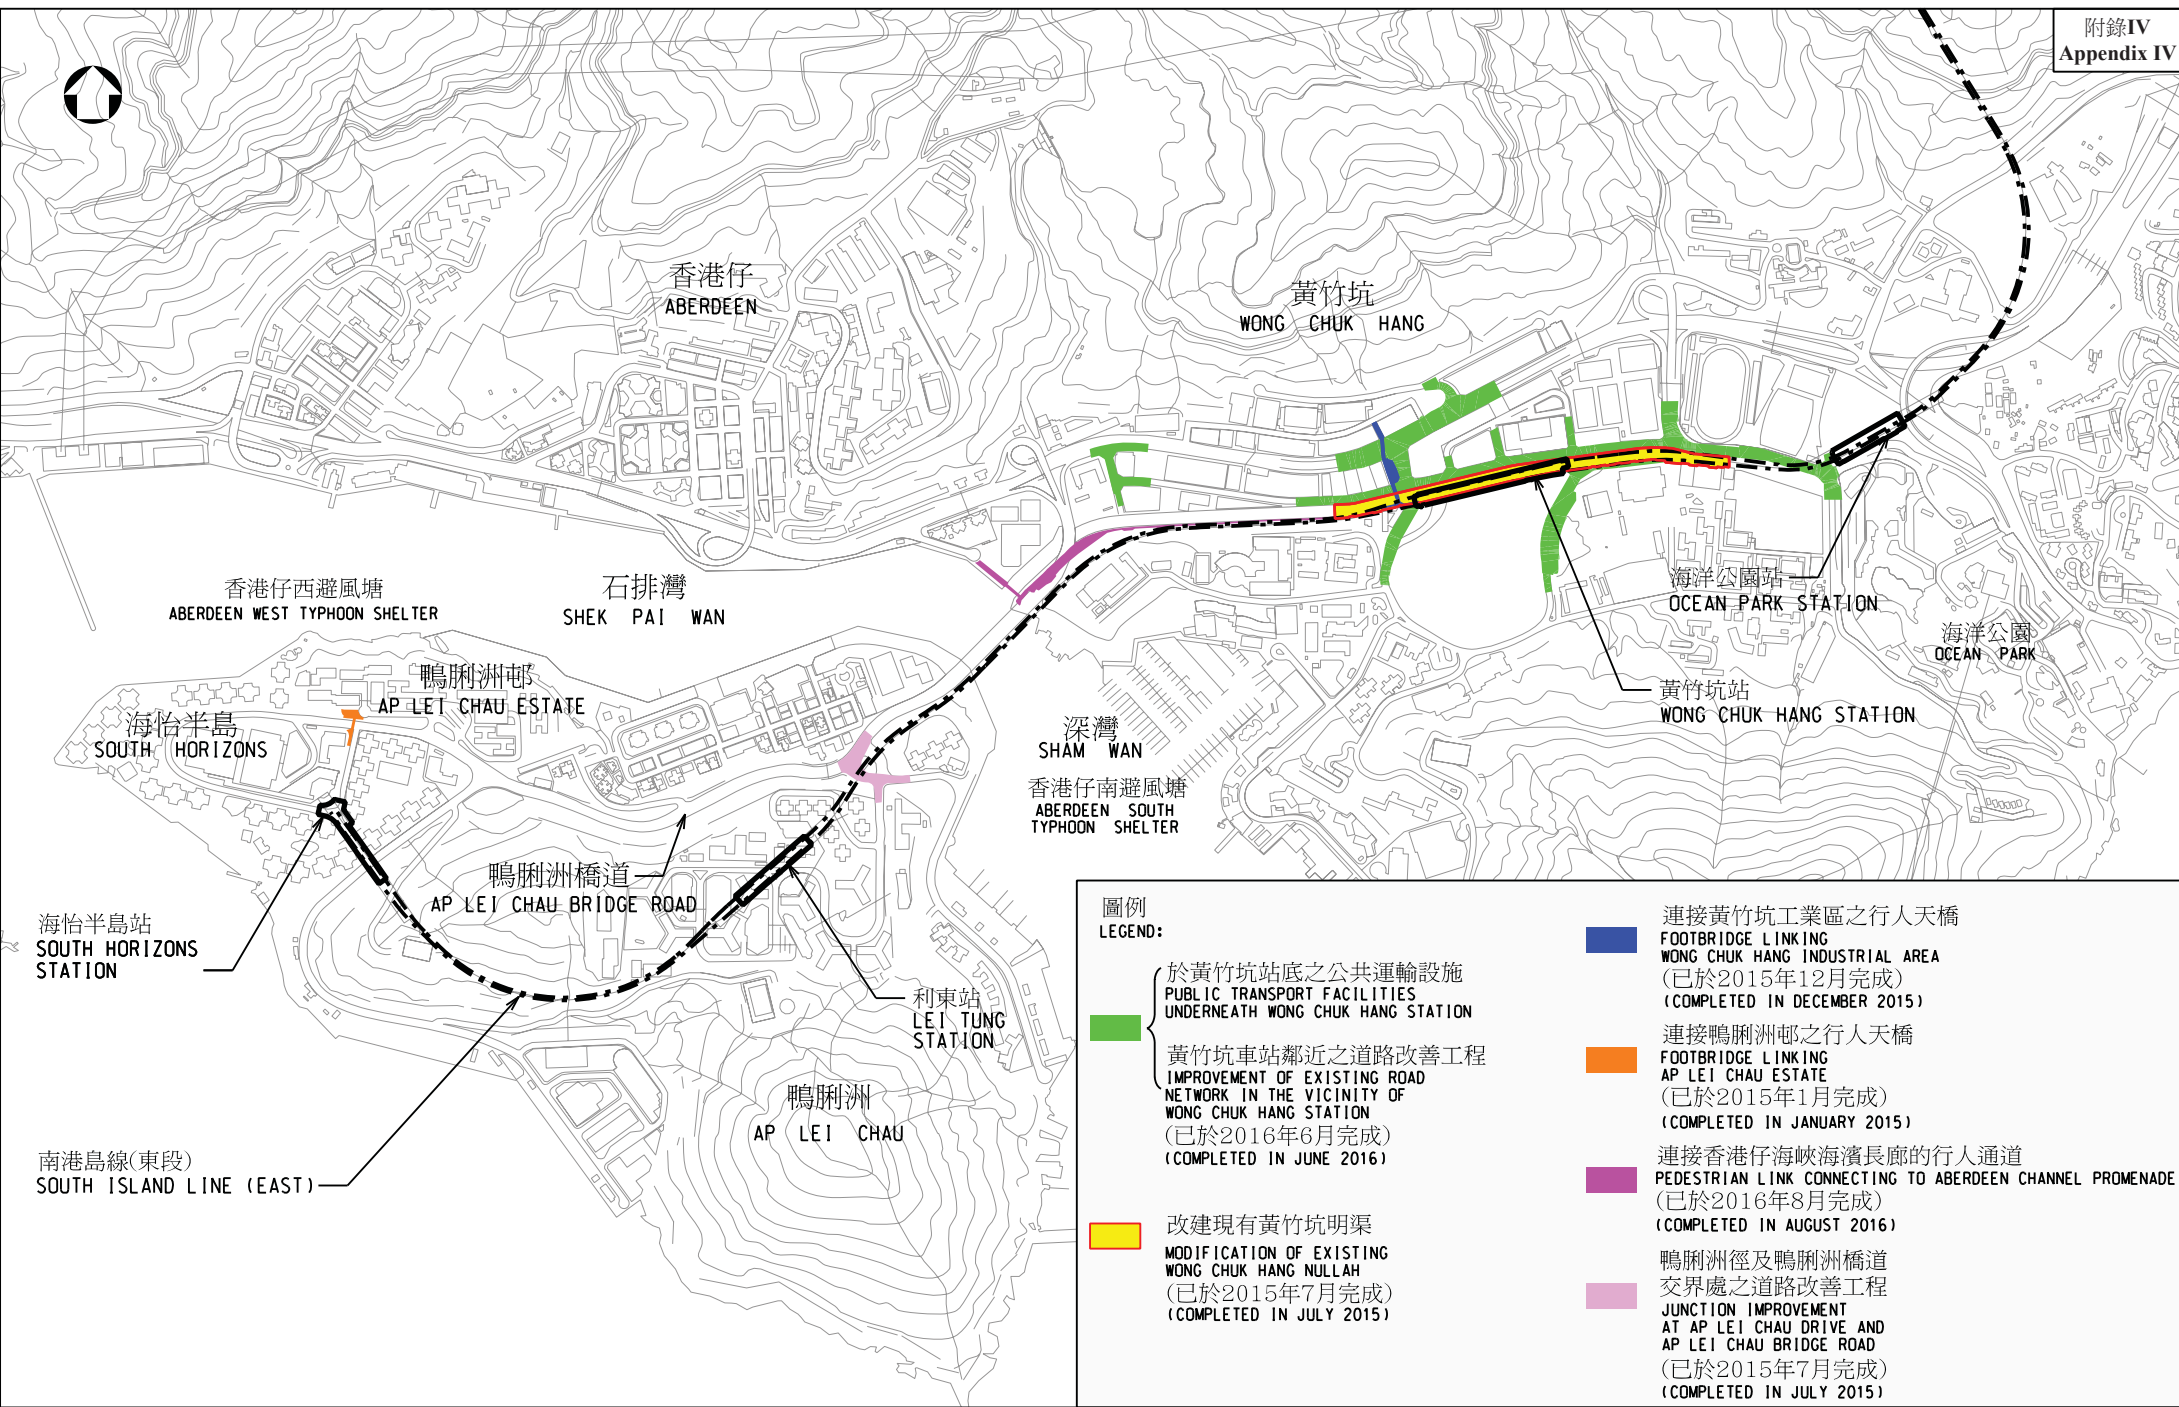 附錄IV
Appendix IV
香港仔
ABERDEEN
黃竹坑
WONG CHUK HANG
香港仔西避風塘
ABERDEEN WEST TYPHOON SHELTER
石排灣
SHEK PAI WAN
海洋公園站
OCEAN PARK STATION
海洋公園
OCEAN PARK
黃竹坑站
WONG CHUK HANG STATION
鴨脷洲邨
AP LEI CHAU ESTATE
海怡半島
SOUTH HORIZONS
深灣
SHAM WAN
香港仔南避風塘
ABERDEEN SOUTH
TYPHOON SHELTER
鴨脷洲橋道
AP LEI CHAU BRIDGE ROAD
海怡半島站
SOUTH HORIZONS
STATION
利東站
LEI TUNG
STATION
鴨脷洲
AP LEI CHAU
南港島線(東段)
SOUTH ISLAND LINE (EAST)
圖例
LEGEND:
於黃竹坑站底之公共運輸設施
PUBLIC TRANSPORT FACILITIES
UNDERNEATH WONG CHUK HANG STATION
黃竹坑車站鄰近之道路改善工程
IMPROVEMENT OF EXISTING ROAD
NETWORK IN THE VICINITY OF
WONG CHUK HANG STATION
(已於2016年6月完成)
(COMPLETED IN JUNE 2016)
改建現有黃竹坑明渠
MODIFICATION OF EXISTING
WONG CHUK HANG NULLAH
(已於2015年7月完成)
(COMPLETED IN JULY 2015)
連接黃竹坑工業區之行人天橋
FOOTBRIDGE LINKING
WONG CHUK HANG INDUSTRIAL AREA
(已於2015年12月完成)
(COMPLETED IN DECEMBER 2015)
連接鴨脷洲邨之行人天橋
FOOTBRIDGE LINKING
AP LEI CHAU ESTATE
(已於2015年1月完成)
(COMPLETED IN JANUARY 2015)
連接香港仔海峽海濱長廊的行人通道
PEDESTRIAN LINK CONNECTING TO ABERDEEN CHANNEL PROMENADE
(已於2016年8月完成)
(COMPLETED IN AUGUST 2016)
鴨脷洲徑及鴨脷洲橋道
交界處之道路改善工程
JUNCTION IMPROVEMENT
AT AP LEI CHAU DRIVE AND
AP LEI CHAU BRIDGE ROAD
(已於2015年7月完成)
(COMPLETED IN JULY 2015)